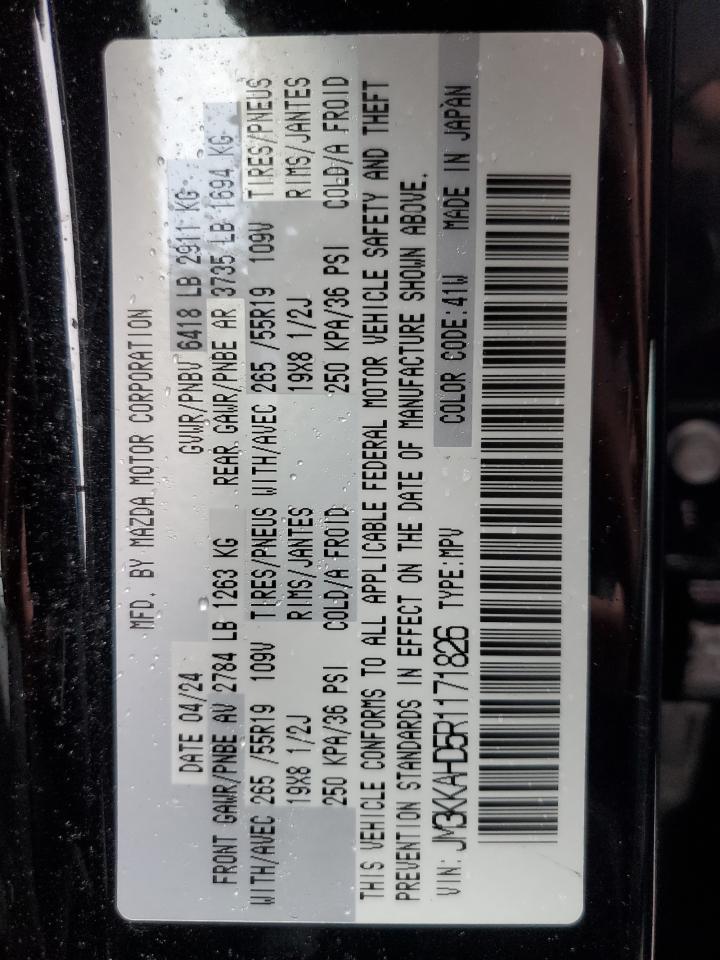 MFD. BY MAZDA MOTOR CORPORATION
DATE 04/24 GVWR/PNBV 6418 LB 2911 KG
FRONT GAWR/PNBE AV 2784 LB 1263 KG REAR GAWR/PNBE AR 3735 LB 1694 KG
WITH/AVEC 265 /55R19 109V TIRES/PNEUS WITH/AVEC 265 /55R19 109V TIRES/PNEUS
19X8 1/2J RIMS/JANTES 19X8 1/2J RIMS/JANTES
250 KPA/36 PSI COLD/A FROID 250 KPA/36 PSI COLD/A FROID
THIS VEHICLE CONFORMS TO ALL APPLICABLE FEDERAL MOTOR VEHICLE SAFETY AND THEFT
PREVENTION STANDARDS IN EFFECT ON THE DATE OF MANUFACTURE SHOWN ABOVE.
VIN: JM3KKAHD5R1171826 TYPE:MPV COLOR CODE:41W MADE IN JAPAN